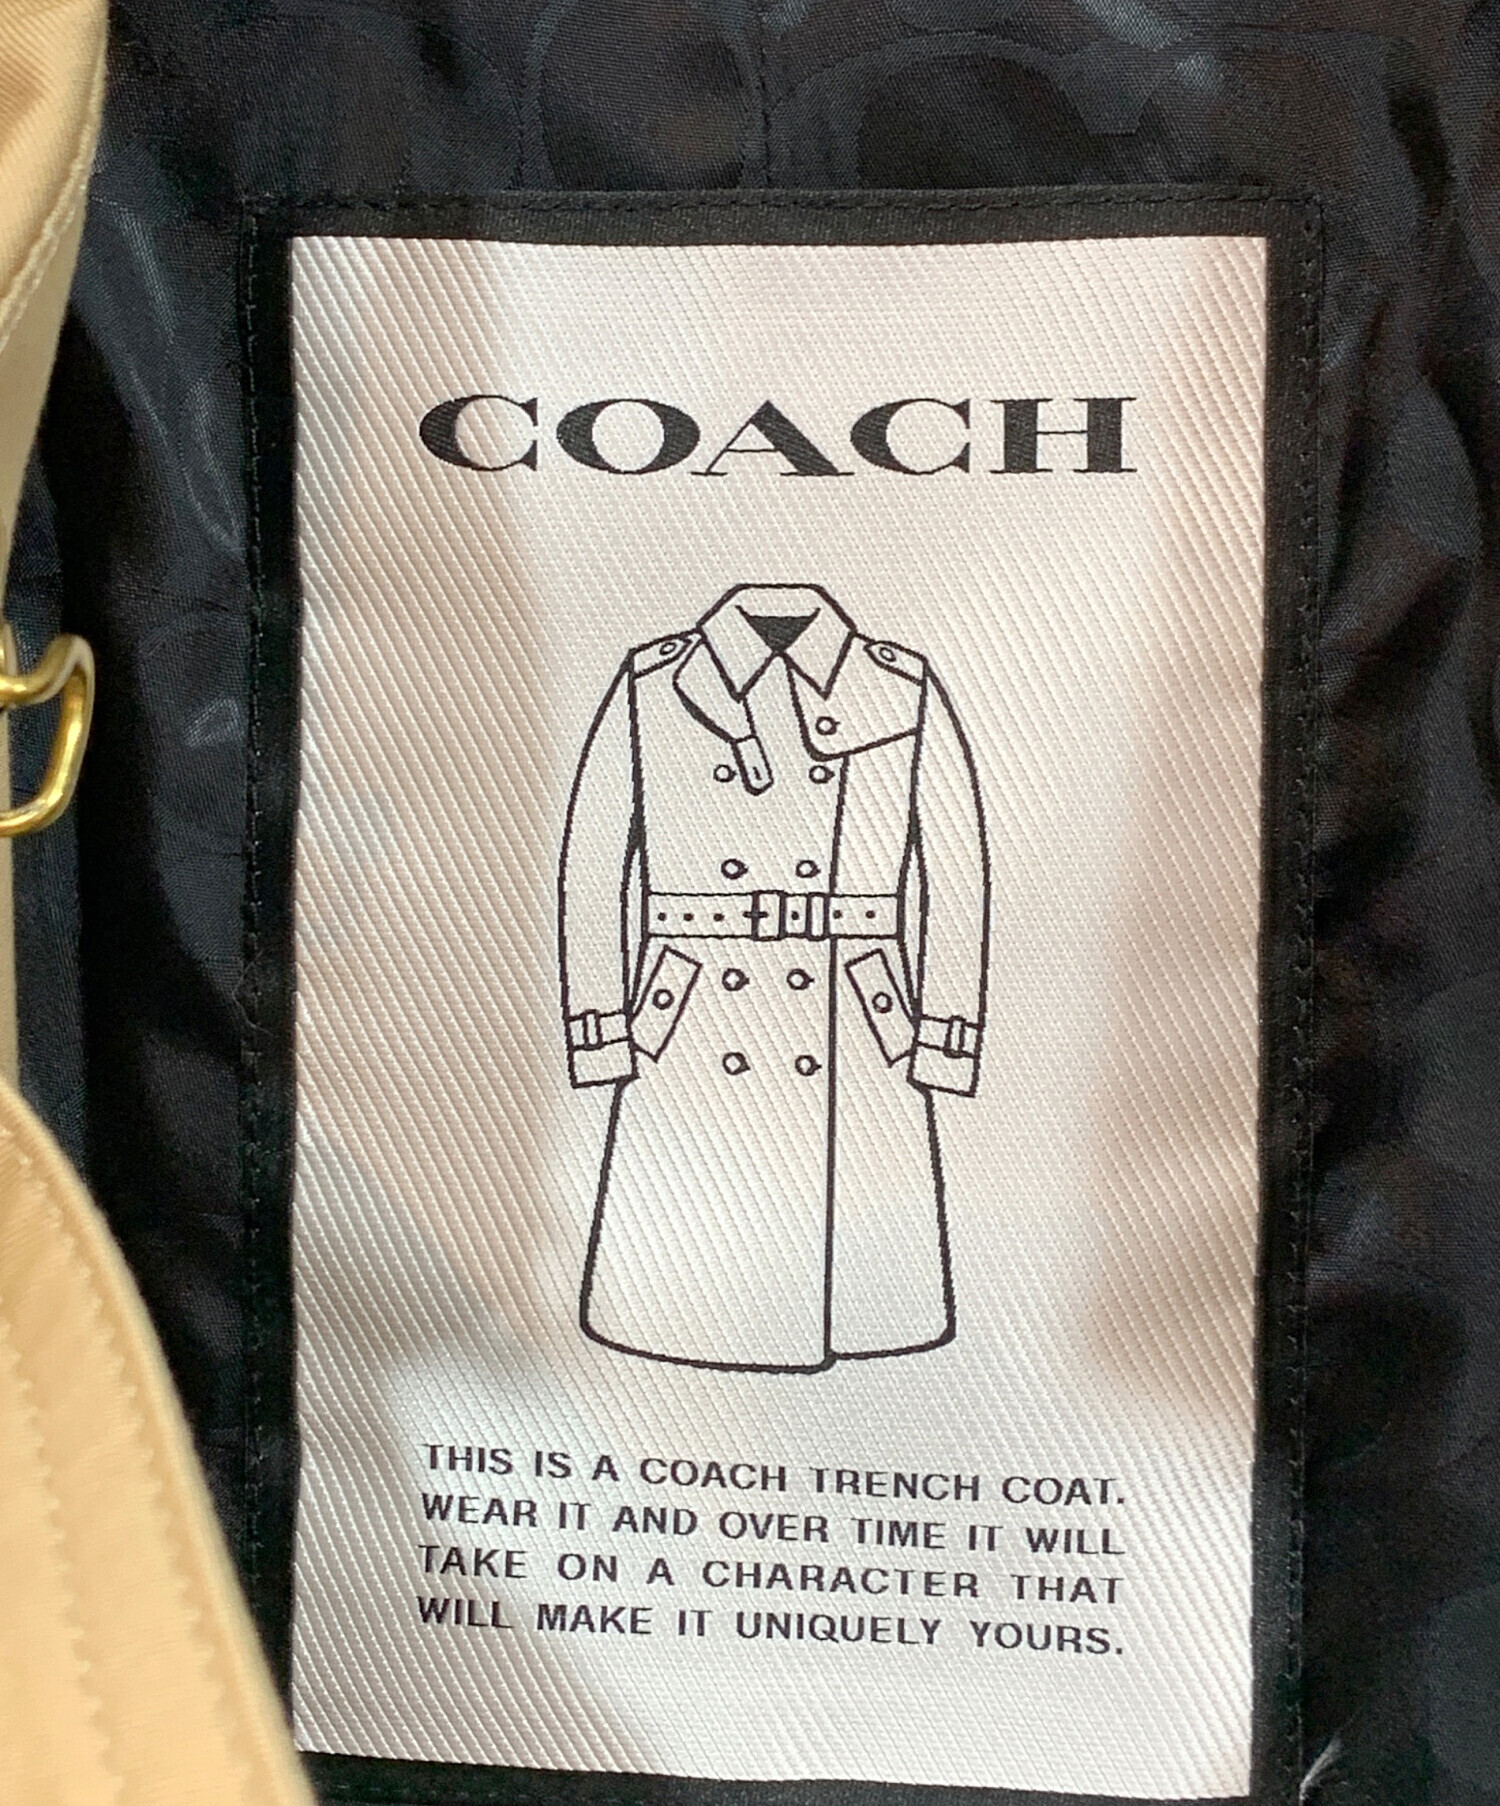 COACH
THIS IS A COACH TRENCH COAT.
WEAR IT AND OVER TIME IT WILL
TAKE ON A CHARACTER THAT
WILL MAKE IT UNIQUELY YOURS.